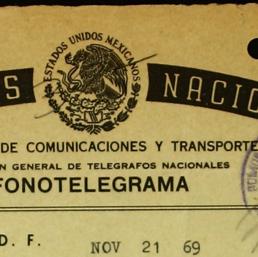 ESTADOS UNIDOS MEXICANOS
S NACIO
DE COMUNICACIONES Y TRANSPORTE
N GENERAL DE TELEGRAFOS NACIONALES
FONOTELEGRAMA
D. F. NOV 21 69